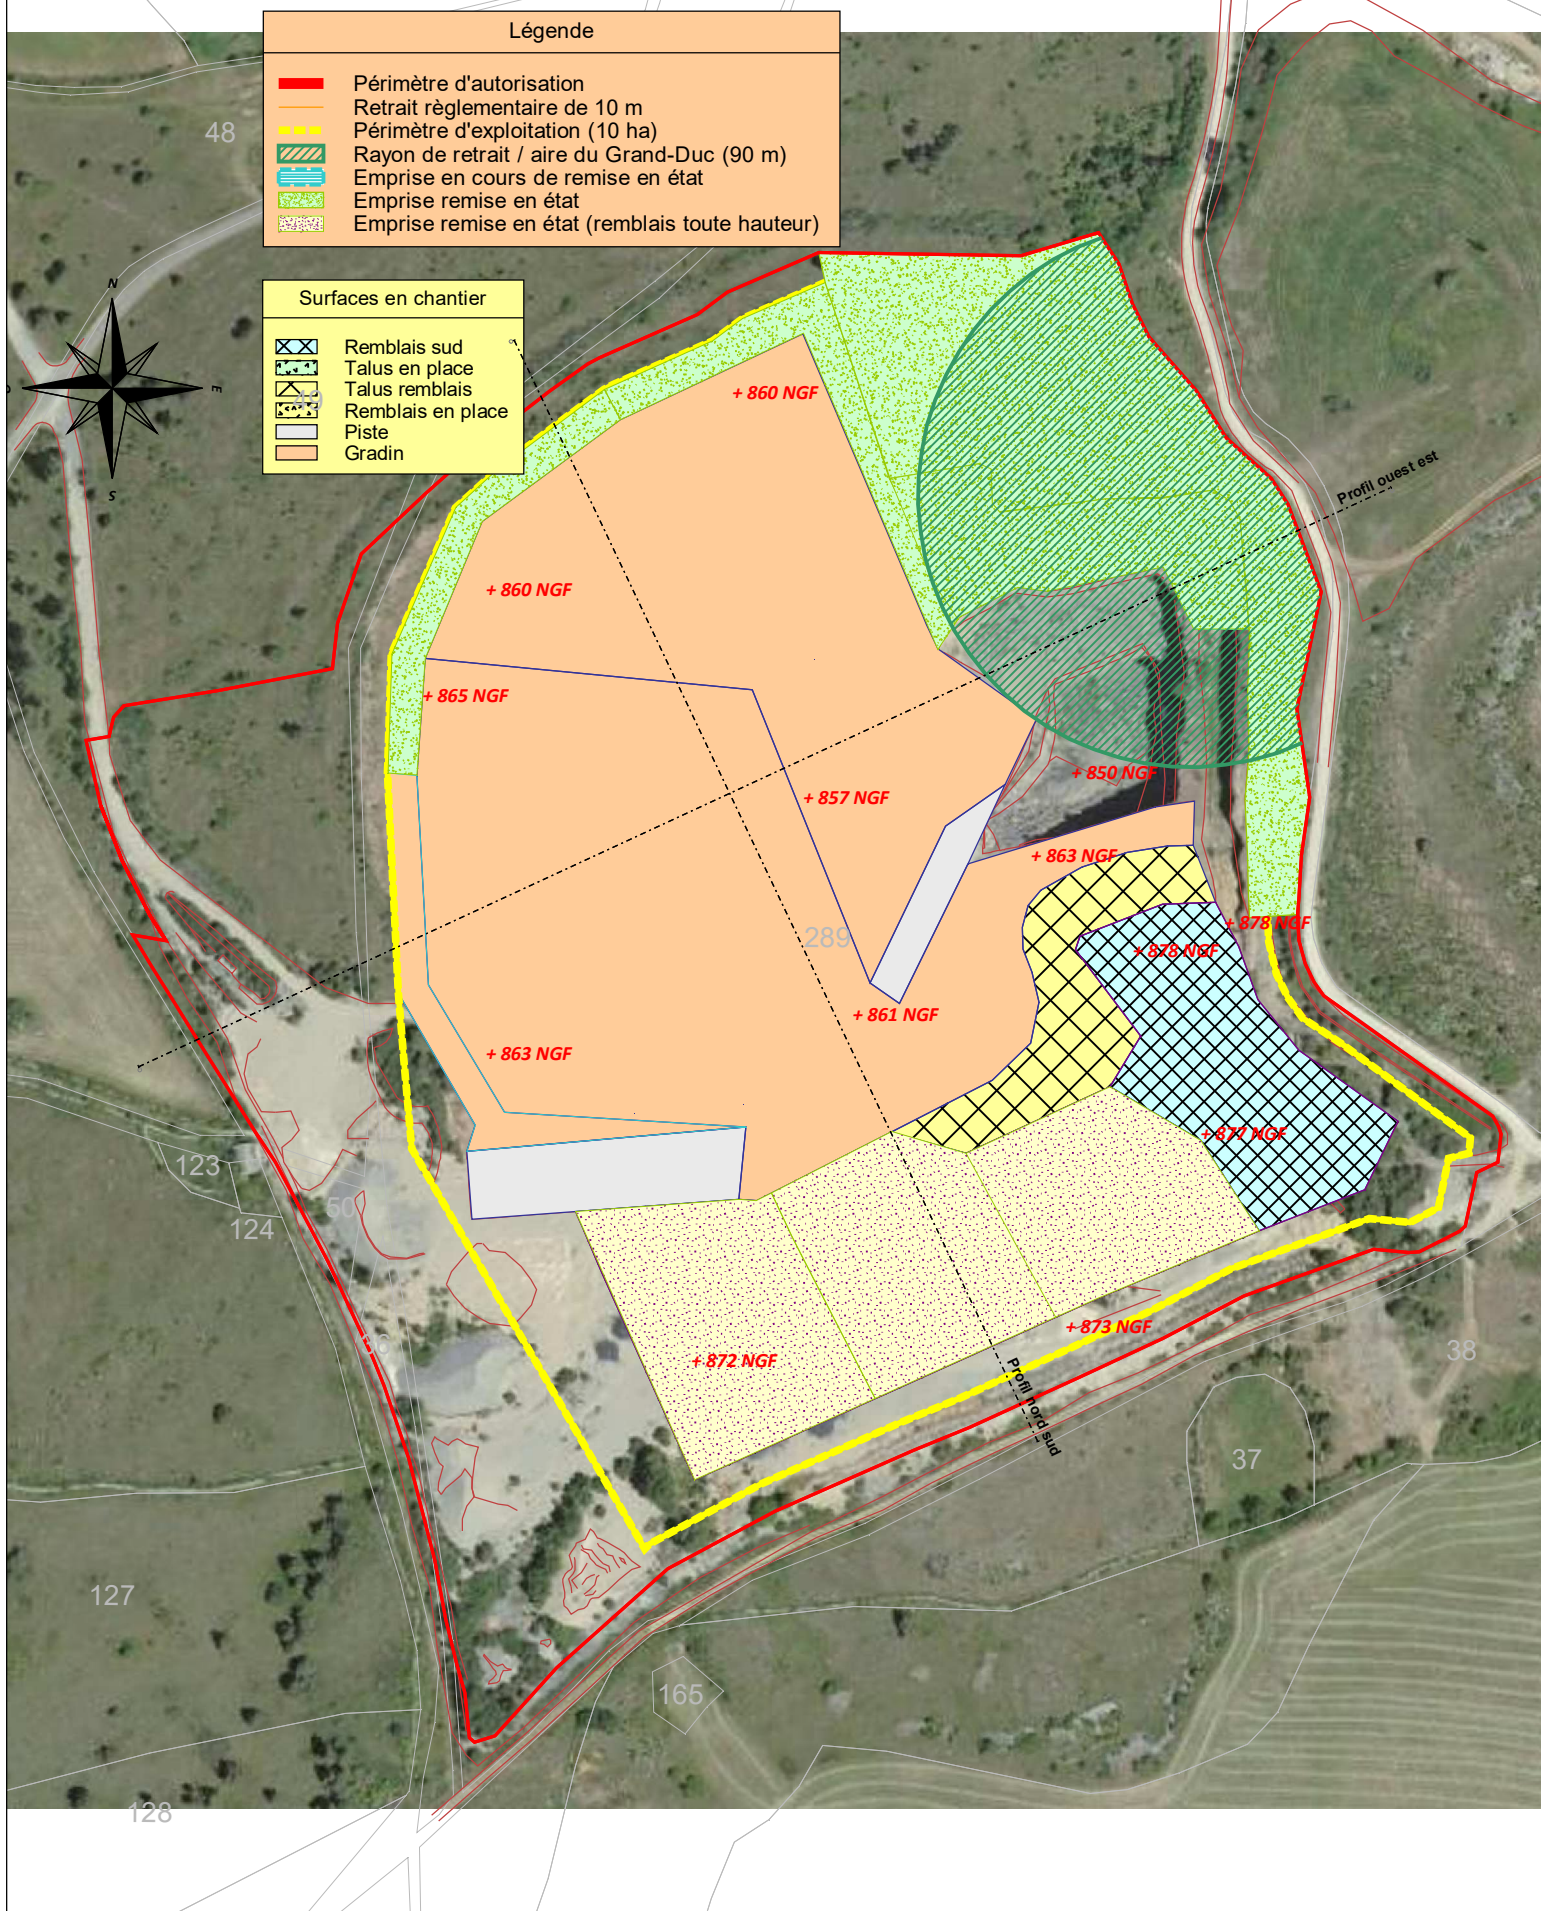 Légende
Périmètre d'autorisation
Retrait règlementaire de 10 m
Périmètre d'exploitation (10 ha)
Rayon de retrait / aire du Grand-Duc (90 m)
Emprise en cours de remise en état
Emprise remise en état
Emprise remise en état (remblais toute hauteur)
48
Surfaces en chantier
Remblais sud
Talus en place
Talus remblais
Remblais en place
Piste
Gradin
N
E
S
49
+ 860 NGF
Profil ouest est
+ 860 NGF
+ 865 NGF
+ 850 NGF
+ 857 NGF
+ 863 NGF
+ 878 NGF
289
+ 878 NGF
+ 861 NGF
+ 863 NGF
+ 877 NGF
123
50
124
+ 873 NGF
38
+ 872 NGF
Profil nord sud
37
127
165
128